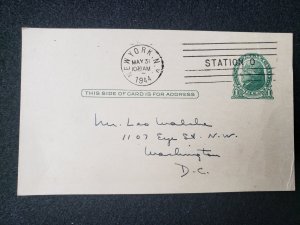 NEW YORK, N.Y.
MAY 31
10 AM
1944
STATION O
THIS SIDE OF CARD IS FOR ADDRESS
Mr. Leo
1107 Eye St. N.W.
Washington
D.C.